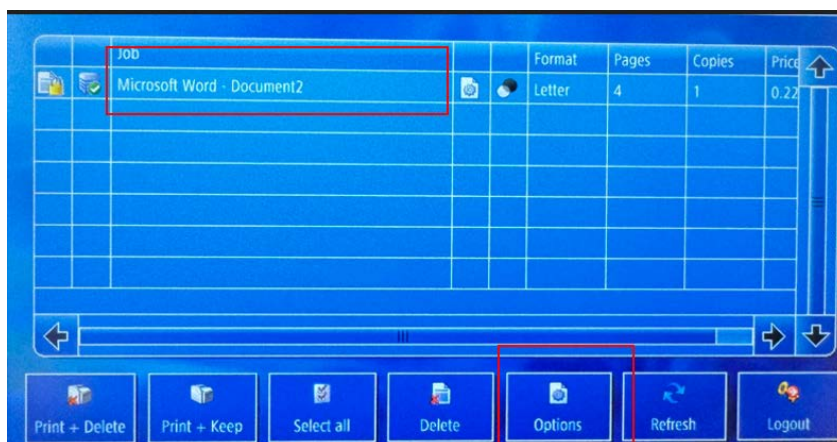 Job Format Pages Copies Price
Microsoft Word - Document2 Letter 4 1 0.22
Print + Delete Print + Keep Select all Delete Options Refresh Logout